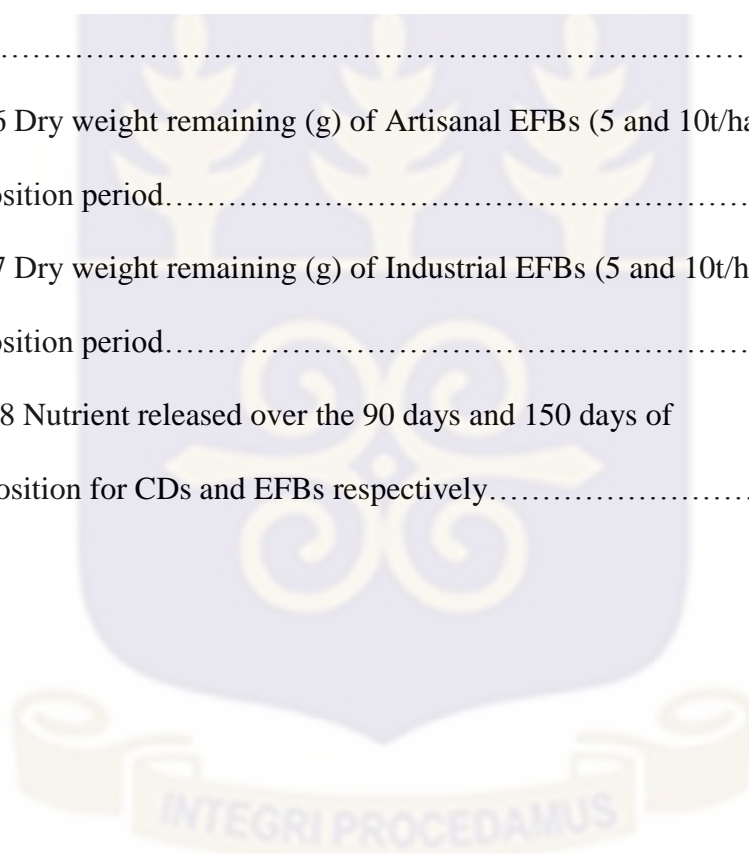 ………………………………………………………………………
6 Dry weight remaining (g) of Artisanal EFBs (5 and 10t/ha
osition period………………………………………………………
7 Dry weight remaining (g) of Industrial EFBs (5 and 10t/h
osition period………………………………………………………
8 Nutrient released over the 90 days and 150 days of
osition for CDs and EFBs respectively………………………
INTEGRI PROCEDAMUS